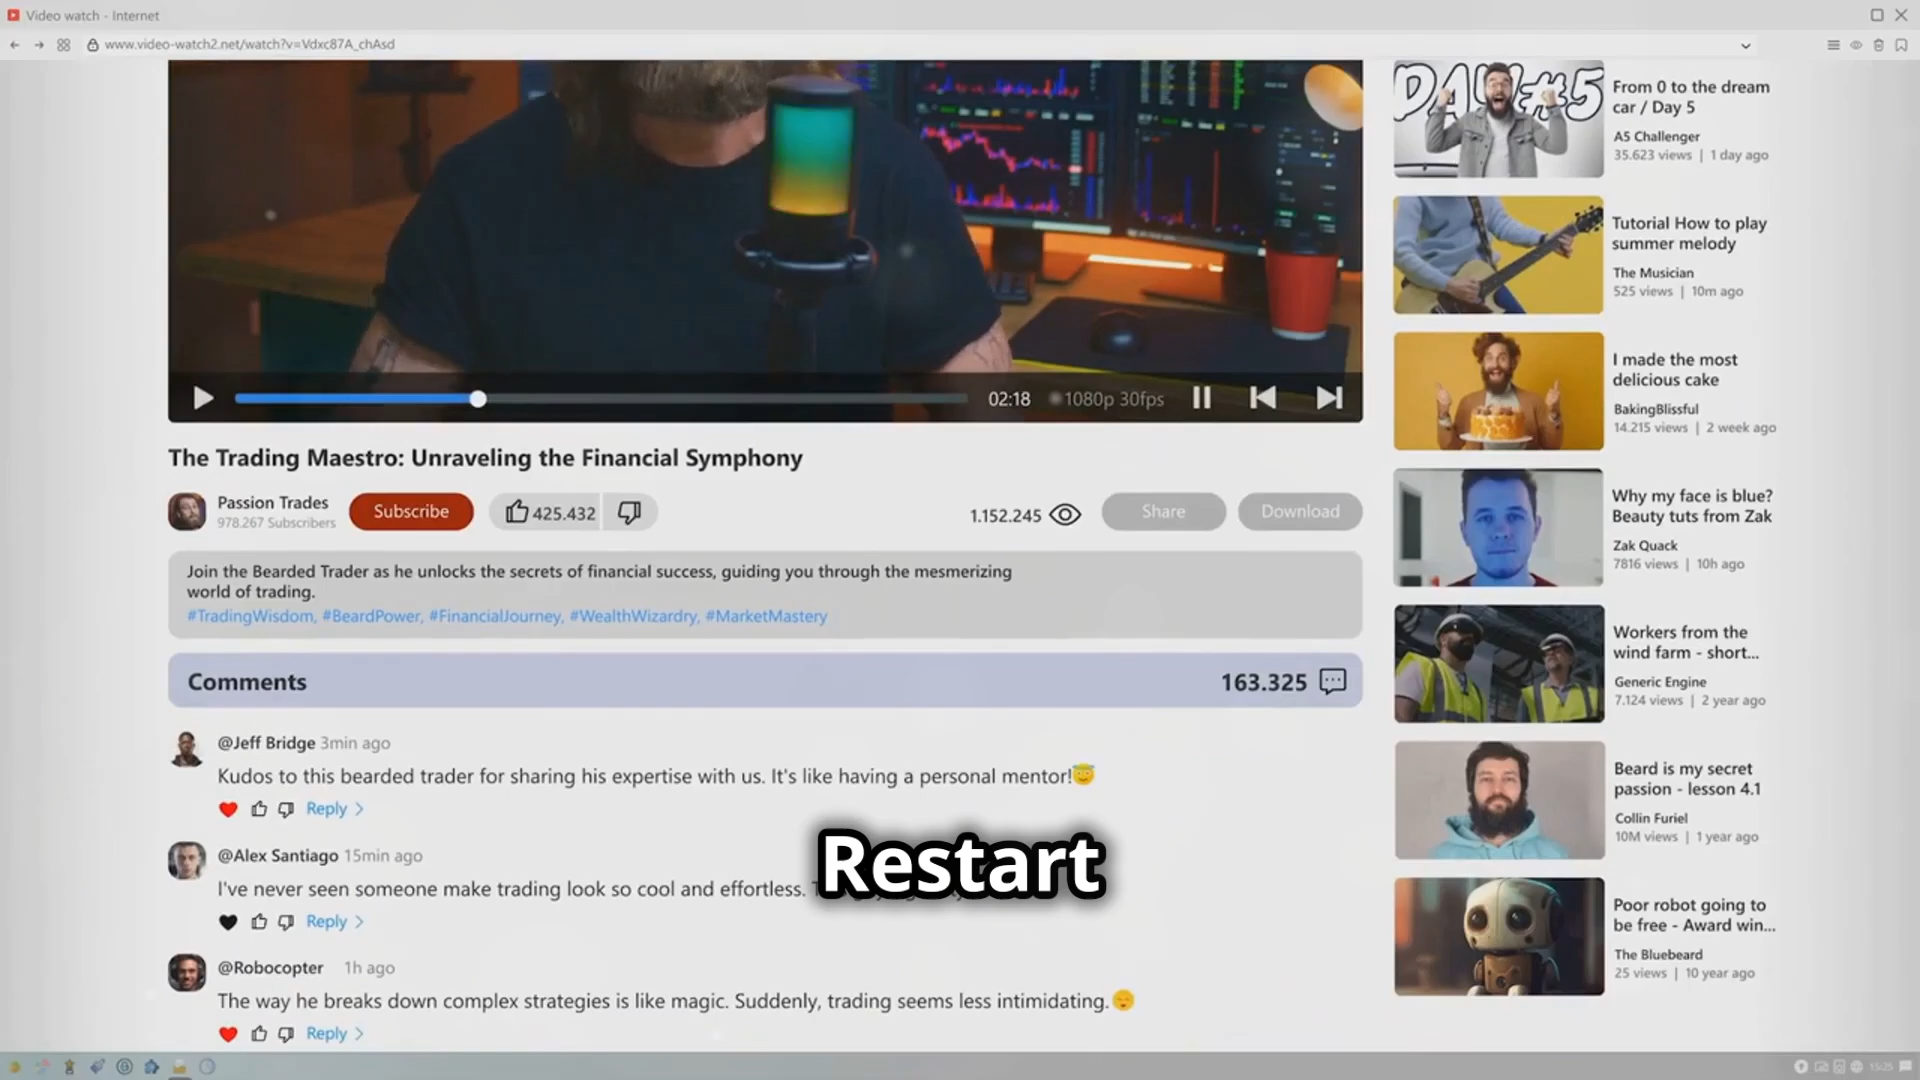 Video watch - Internet
www.video-watch2.net/watch?v=Vdxc87A_chAsd
02:18
1080p 30fps
The Trading Maestro: Unraveling the Financial Symphony
Passion Trades
978.267 Subscribers
Subscribe
425.432
1.152.245
Share
Download
Join the Bearded Trader as he unlocks the secrets of financial success, guiding you through the mesmerizing
world of trading.
#TradingWisdom, #BeardPower, #FinancialJourney, #WealthWizardry, #MarketMastery
Comments
163.325
@Jeff Bridge 3min ago
Kudos to this bearded trader for sharing his expertise with us. It's like having a personal mentor!😇
Reply >
@Alex Santiago 15min ago
I've never seen someone make trading look so cool and effortless.
Reply >
Restart
@Robocopter 1h ago
The way he breaks down complex strategies is like magic. Suddenly, trading seems less intimidating.😌
Reply >
DAY#5
From 0 to the dream
car / Day 5
A5 Challenger
35.623 views | 1 day ago
Tutorial How to play
summer melody
The Musician
525 views | 10m ago
I made the most
delicious cake
BakingBlissful
14.215 views | 2 week ago
Why my face is blue?
Beauty tuts from Zak
Zak Quack
7816 views | 10h ago
Workers from the
wind farm - short...
Generic Engine
7.124 views | 2 year ago
Beard is my secret
passion - lesson 4.1
Collin Furiel
10M views | 1 year ago
Poor robot going to
be free - Award win...
The Bluebeard
25 views | 10 year ago
15:25